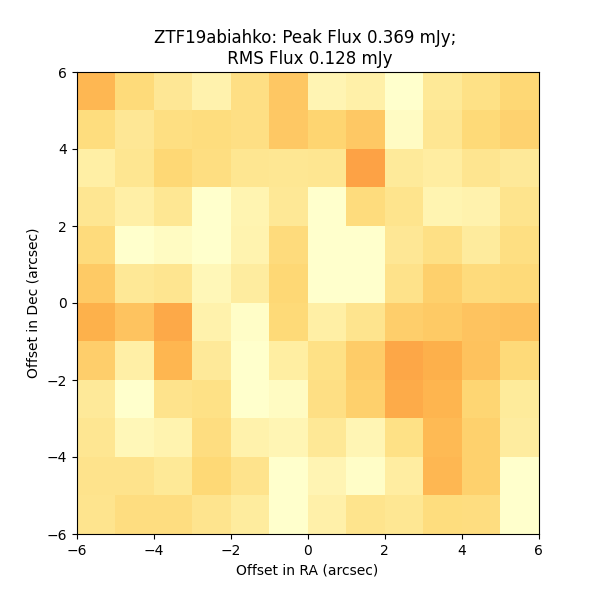 ZTF19abiahko: Peak Flux 0.369 mJy;
RMS Flux 0.128 mJy
6
4
2
0
−2
−4
−6
Offset in Dec (arcsec)
−6 −4 −2 0 2 4 6
Offset in RA (arcsec)